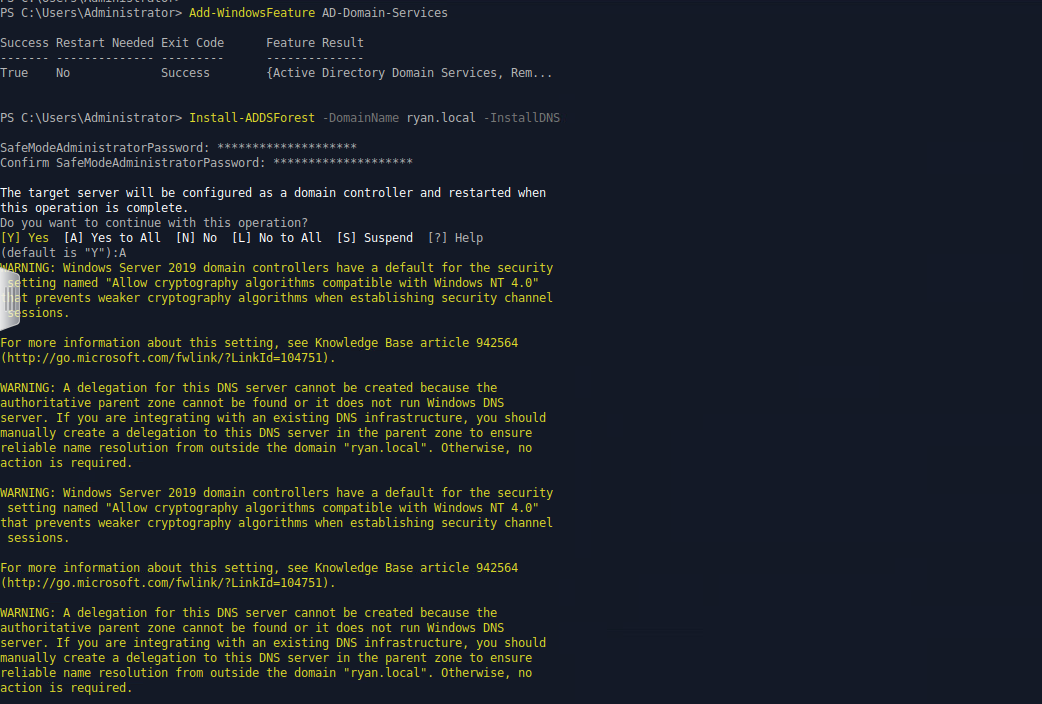 PS C:\Users\Administrator> Add-WindowsFeature AD-Domain-Services
Success Restart Needed Exit Code      Feature Result
------- -------------- ---------      --------------
True    No             Success        {Active Directory Domain Services, Rem...
PS C:\Users\Administrator> Install-ADDSForest -DomainName ryan.local -InstallDNS
SafeModeAdministratorPassword: ********************
Confirm SafeModeAdministratorPassword: ********************
The target server will be configured as a domain controller and restarted when
this operation is complete.
Do you want to continue with this operation?
[Y] Yes  [A] Yes to All  [N] No  [L] No to All  [S] Suspend  [?] Help
(default is "Y"):A
WARNING: Windows Server 2019 domain controllers have a default for the security
setting named "Allow cryptography algorithms compatible with Windows NT 4.0"
that prevents weaker cryptography algorithms when establishing security channel
sessions.
For more information about this setting, see Knowledge Base article 942564
(http://go.microsoft.com/fwlink/?LinkId=104751).
WARNING: A delegation for this DNS server cannot be created because the
authoritative parent zone cannot be found or it does not run Windows DNS
server. If you are integrating with an existing DNS infrastructure, you should
manually create a delegation to this DNS server in the parent zone to ensure
reliable name resolution from outside the domain "ryan.local". Otherwise, no
action is required.
WARNING: Windows Server 2019 domain controllers have a default for the security
setting named "Allow cryptography algorithms compatible with Windows NT 4.0"
that prevents weaker cryptography algorithms when establishing security channel
sessions.
For more information about this setting, see Knowledge Base article 942564
(http://go.microsoft.com/fwlink/?LinkId=104751).
WARNING: A delegation for this DNS server cannot be created because the
authoritative parent zone cannot be found or it does not run Windows DNS
server. If you are integrating with an existing DNS infrastructure, you should
manually create a delegation to this DNS server in the parent zone to ensure
reliable name resolution from outside the domain "ryan.local". Otherwise, no
action is required.